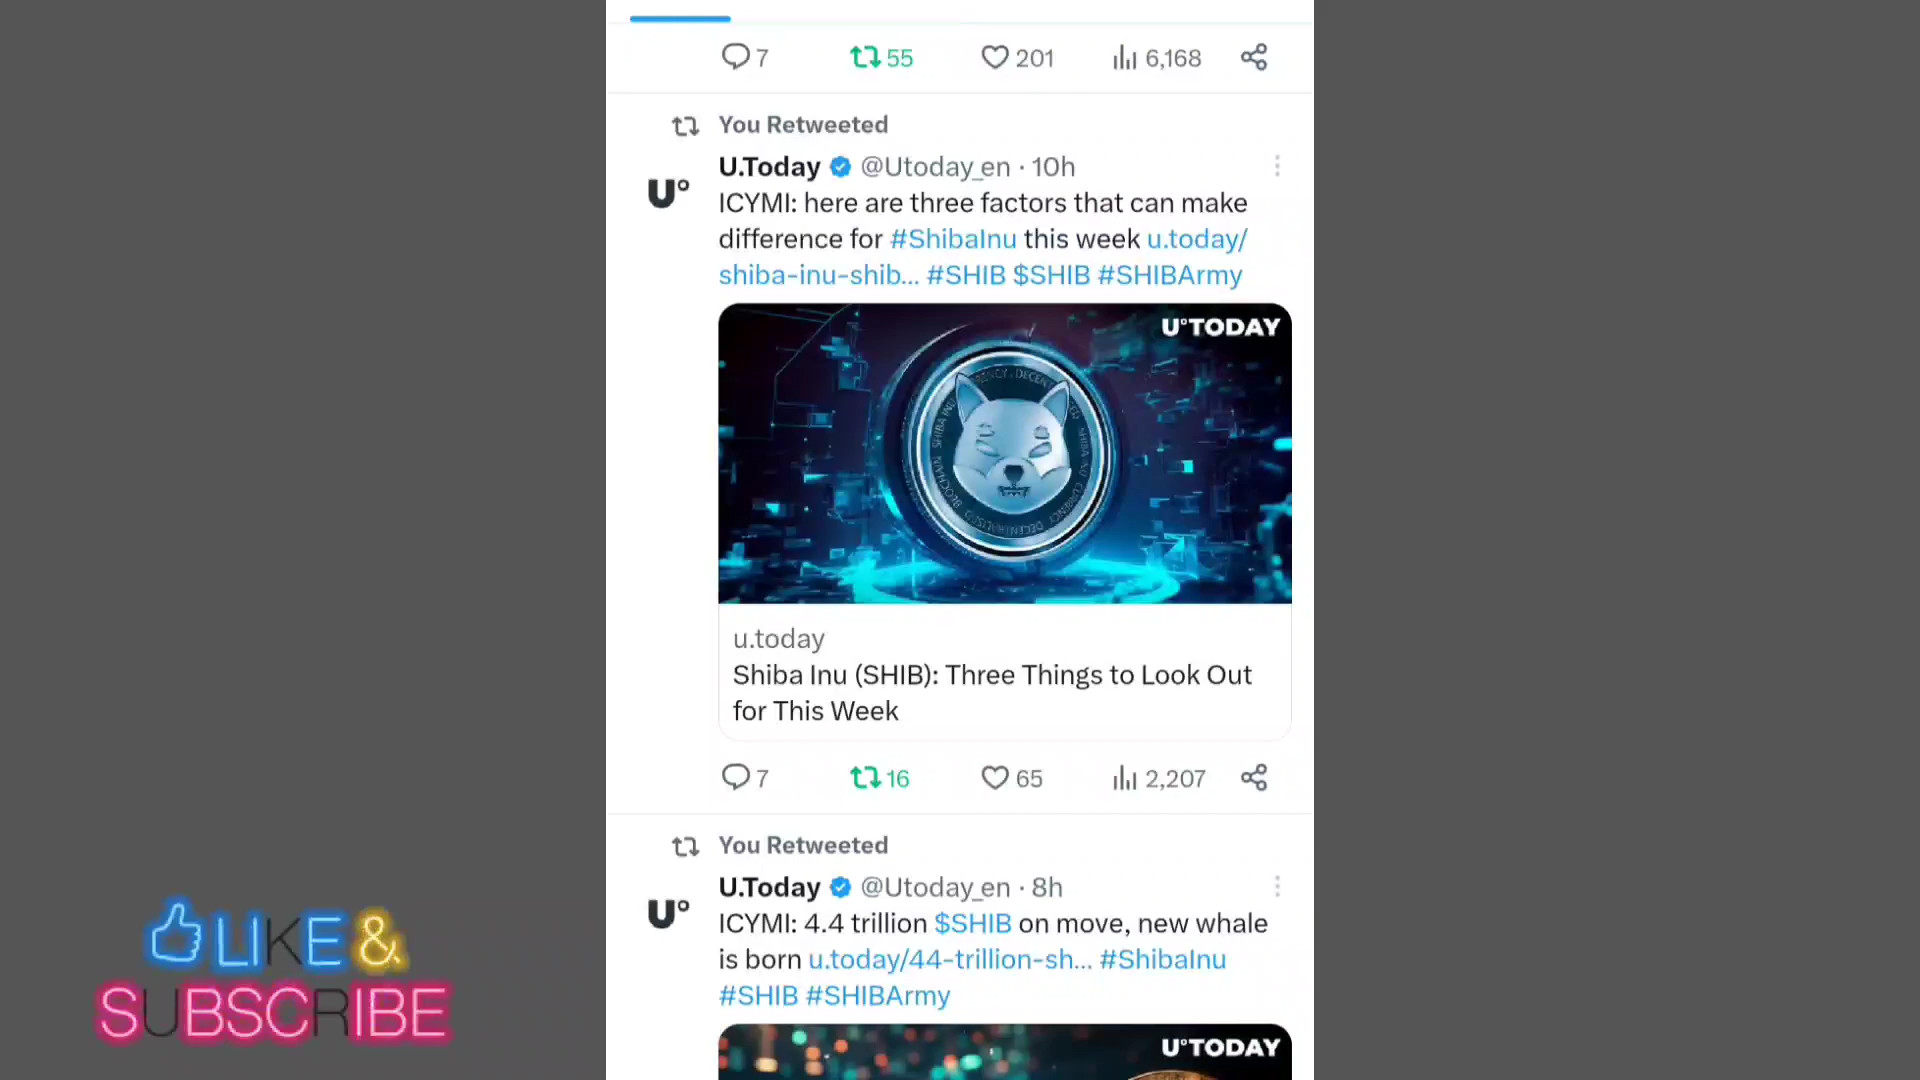 7 55 201 6,168
You Retweeted
U.Today @Utoday_en · 10h
U°
ICYMI: here are three factors that can make
difference for #ShibaInu this week u.today/
shiba-inu-shib... #SHIB $SHIB #SHIBArmy
U°TODAY
u.today
Shiba Inu (SHIB): Three Things to Look Out
for This Week
7 16 65 2,207
You Retweeted
U.Today @Utoday_en · 8h
U°
ICYMI: 4.4 trillion $SHIB on move, new whale
is born u.today/44-trillion-sh... #ShibaInu
#SHIB #SHIBArmy
U°TODAY
LIKE &
SUBSCRIBE